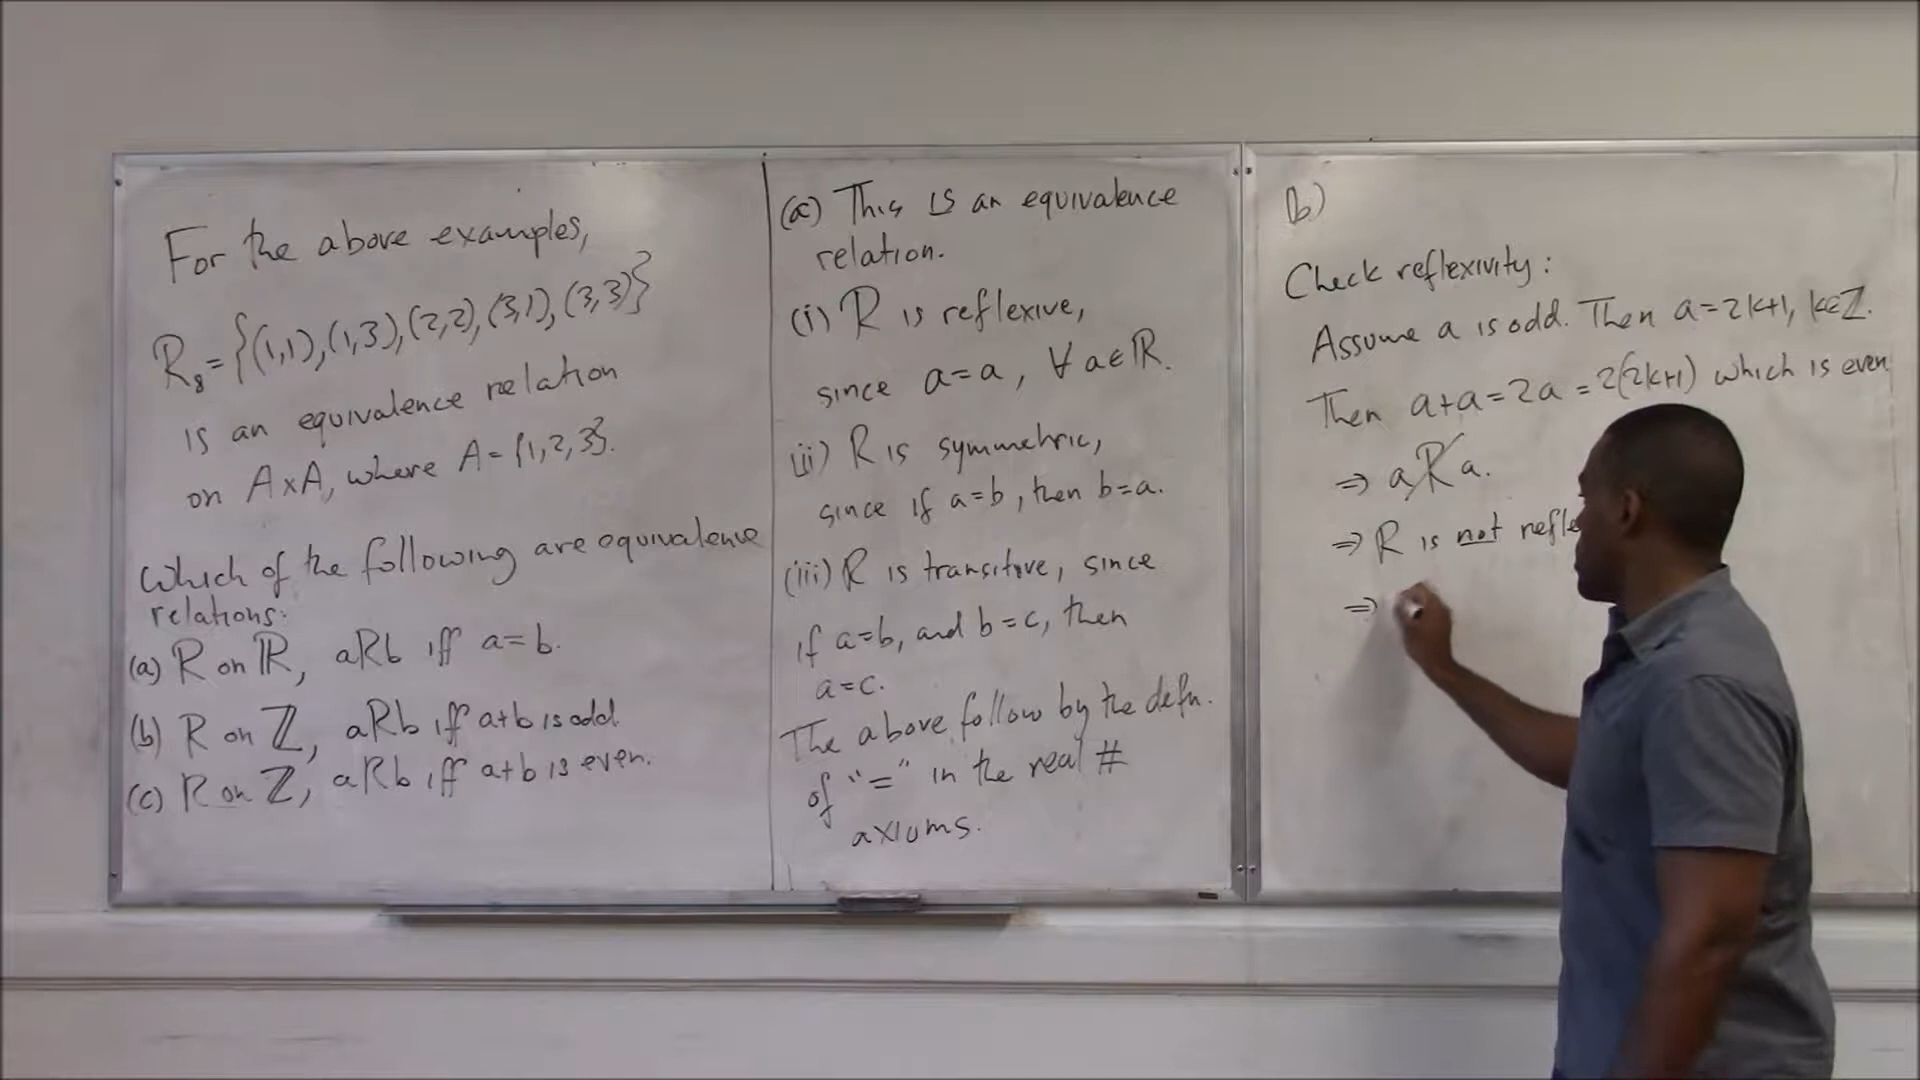 For the above examples,
R₈ = {(1,1), (1,3), (2,2), (3,1), (3,3)}
is an equivalence relation
on A×A, where A = {1,2,3}.
Which of the following are equivalence
relations:
(a) R on ℝ, aRb iff a=b.
(b) R on ℤ, aRb iff a+b is odd.
(c) R on ℤ, aRb iff a+b is even.
(a) This is an equivalence
relation.
(i) R is reflexive,
since a=a, ∀ a∈ℝ.
(ii) R is symmetric,
since if a=b, then b=a.
(iii) R is transitive, since
if a=b, and b=c, then
a=c.
The above follow by the defn.
of "=" in the real #
axioms.
b)
Check reflexivity:
Assume a is odd. Then a=2k+1, k∈ℤ.
Then a+a=2a=2(2k+1) which is even
⇒ a R̸ a.
⇒ R is not refle
⇒